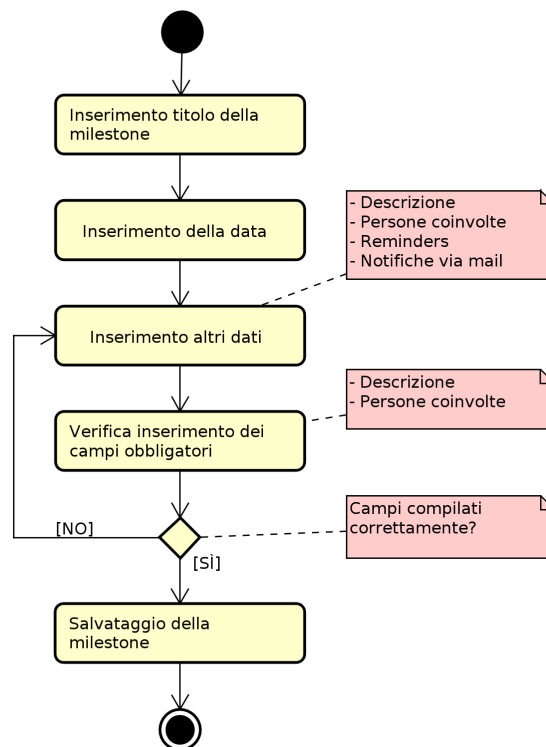 Inserimento titolo della
milestone
Inserimento della data
- Descrizione
- Persone coinvolte
- Reminders
- Notifiche via mail
Inserimento altri dati
- Descrizione
- Persone coinvolte
Verifica inserimento dei
campi obbligatori
Campi compilati
correttamente?
[NO]
[SÌ]
Salvataggio della
milestone